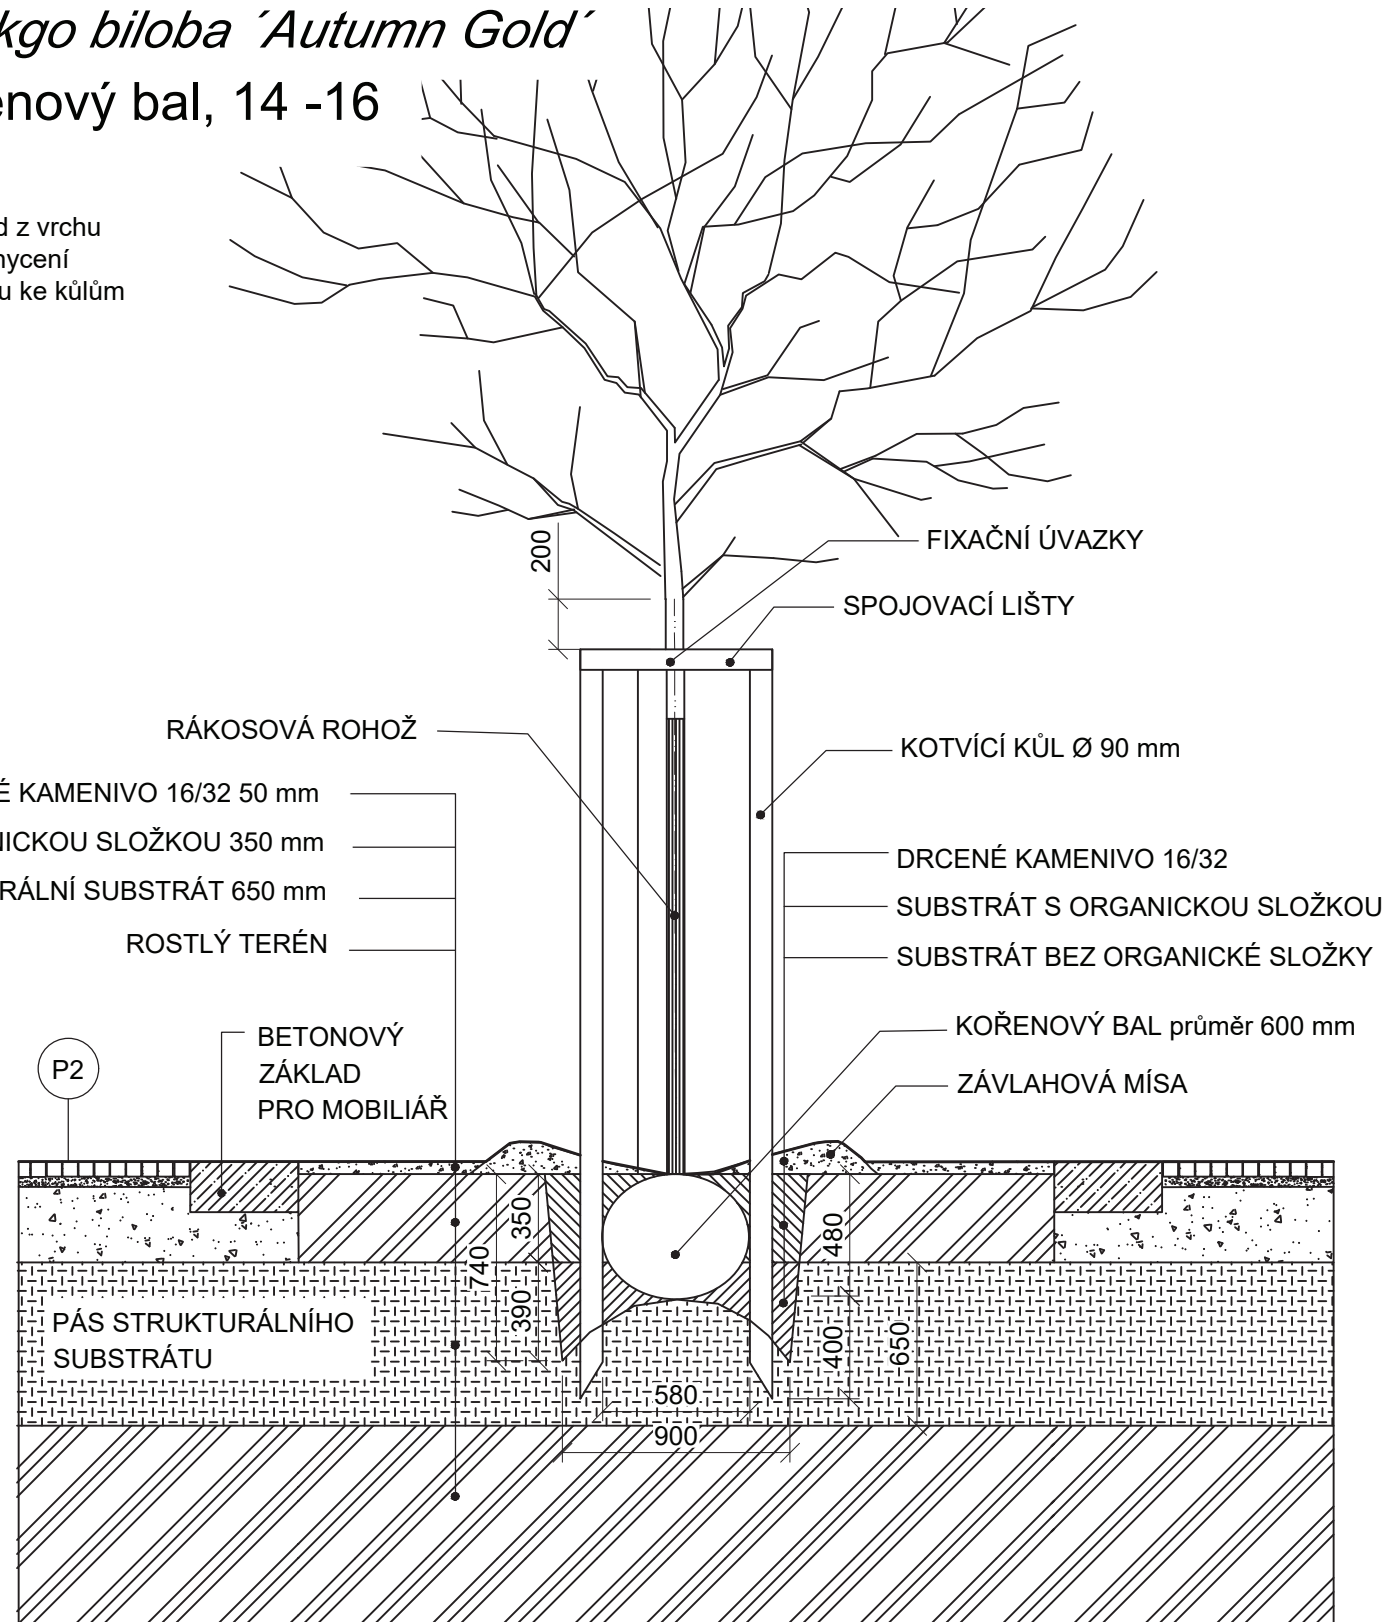 kgo biloba ´Autumn Gold´
enový bal, 14 -16
d z vrchu
hycení
u ke kůlům
200
FIXAČNÍ ÚVAZKY
SPOJOVACÍ LIŠTY
RÁKOSOVÁ ROHOŽ
KOTVÍCÍ KŮL Ø 90 mm
É KAMENIVO 16/32 50 mm
NICKOU SLOŽKOU 350 mm
RÁLNÍ SUBSTRÁT 650 mm
ROSTLÝ TERÉN
DRCENÉ KAMENIVO 16/32
SUBSTRÁT S ORGANICKOU SLOŽKOU
SUBSTRÁT BEZ ORGANICKÉ SLOŽKY
KOŘENOVÝ BAL průměr 600 mm
ZÁVLAHOVÁ MÍSA
BETONOVÝ
ZÁKLAD
PRO MOBILIÁŘ
P2
350
740
390
480
400
650
PÁS STRUKTURÁLNÍHO
SUBSTRÁTU
580
900